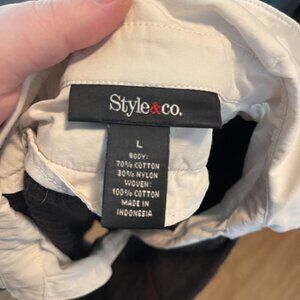 Style&co.
L
BODY:
70% COTTON
30% NYLON
WOVEN:
100% COTTON
MADE IN
INDONESIA